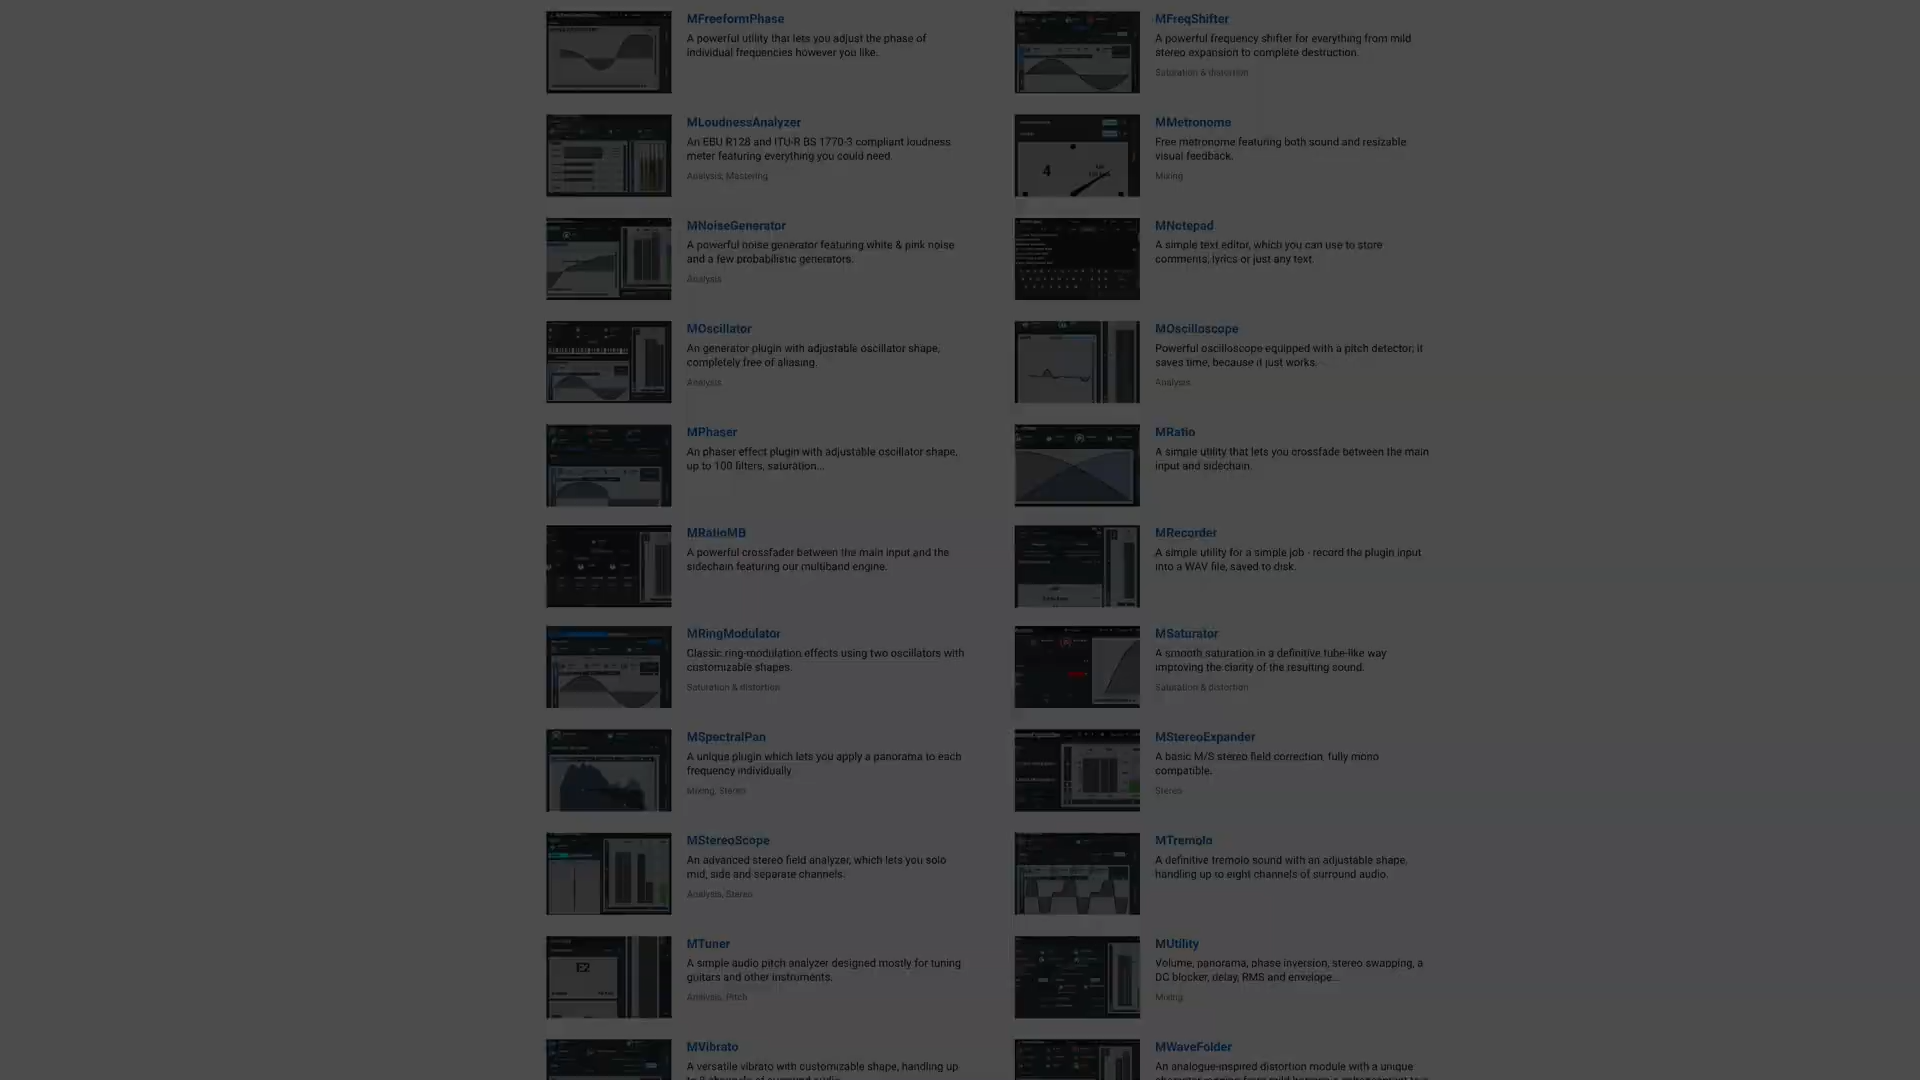 MFreeformPhase
A powerful utility that lets you adjust the phase of
individual frequencies however you like.
MFreqShifter
A powerful frequency shifter for everything from mild
stereo expansion to complete destruction.
Saturation & distortion
MLoudnessAnalyzer
An EBU R128 and ITU-R BS 1770-3 compliant loudness
meter featuring everything you could need.
Analysis, Mastering
MMetronome
Free metronome featuring both sound and resizable
visual feedback.
Mixing
4
MNoiseGenerator
A powerful noise generator featuring white & pink noise
and a few probabilistic generators.
Analysis
MNotepad
A simple text editor, which you can use to store
comments, lyrics or just any text.
MOscillator
An generator plugin with adjustable oscillator shape,
completely free of aliasing.
Analysis
MOscilloscope
Powerful oscilloscope equipped with a pitch detector; it
saves time, because it just works.
Analysis
MPhaser
An phaser effect plugin with adjustable oscillator shape,
up to 100 filters, saturation...
MRatio
A simple utility that lets you crossfade between the main
input and sidechain.
MRatioMB
A powerful crossfader between the main input and the
sidechain featuring our multiband engine.
MRecorder
A simple utility for a simple job - record the plugin input
into a WAV file, saved to disk.
MRingModulator
Classic ring-modulation effects using two oscillators with
customizable shapes.
Saturation & distortion
MSaturator
A smooth saturation in a definitive tube-like way
improving the clarity of the resulting sound.
Saturation & distortion
MSpectralPan
A unique plugin which lets you apply a panorama to each
frequency individually.
Mixing, Stereo
MStereoExpander
A basic M/S stereo field correction, fully mono
compatible.
Stereo
MStereoScope
An advanced stereo field analyzer, which lets you solo
mid, side and separate channels.
Analysis, Stereo
MTremolo
A definitive tremolo sound with an adjustable shape,
handling up to eight channels of surround audio.
MTuner
A simple audio pitch analyzer designed mostly for tuning
guitars and other instruments.
Analysis, Pitch
E2
MUtility
Volume, panorama, phase inversion, stereo swapping, a
DC blocker, delay, RMS and envelope...
Mixing
MVibrato
A versatile vibrato with customizable shape, handling up
MWaveFolder
An analogue-inspired distortion module with a unique